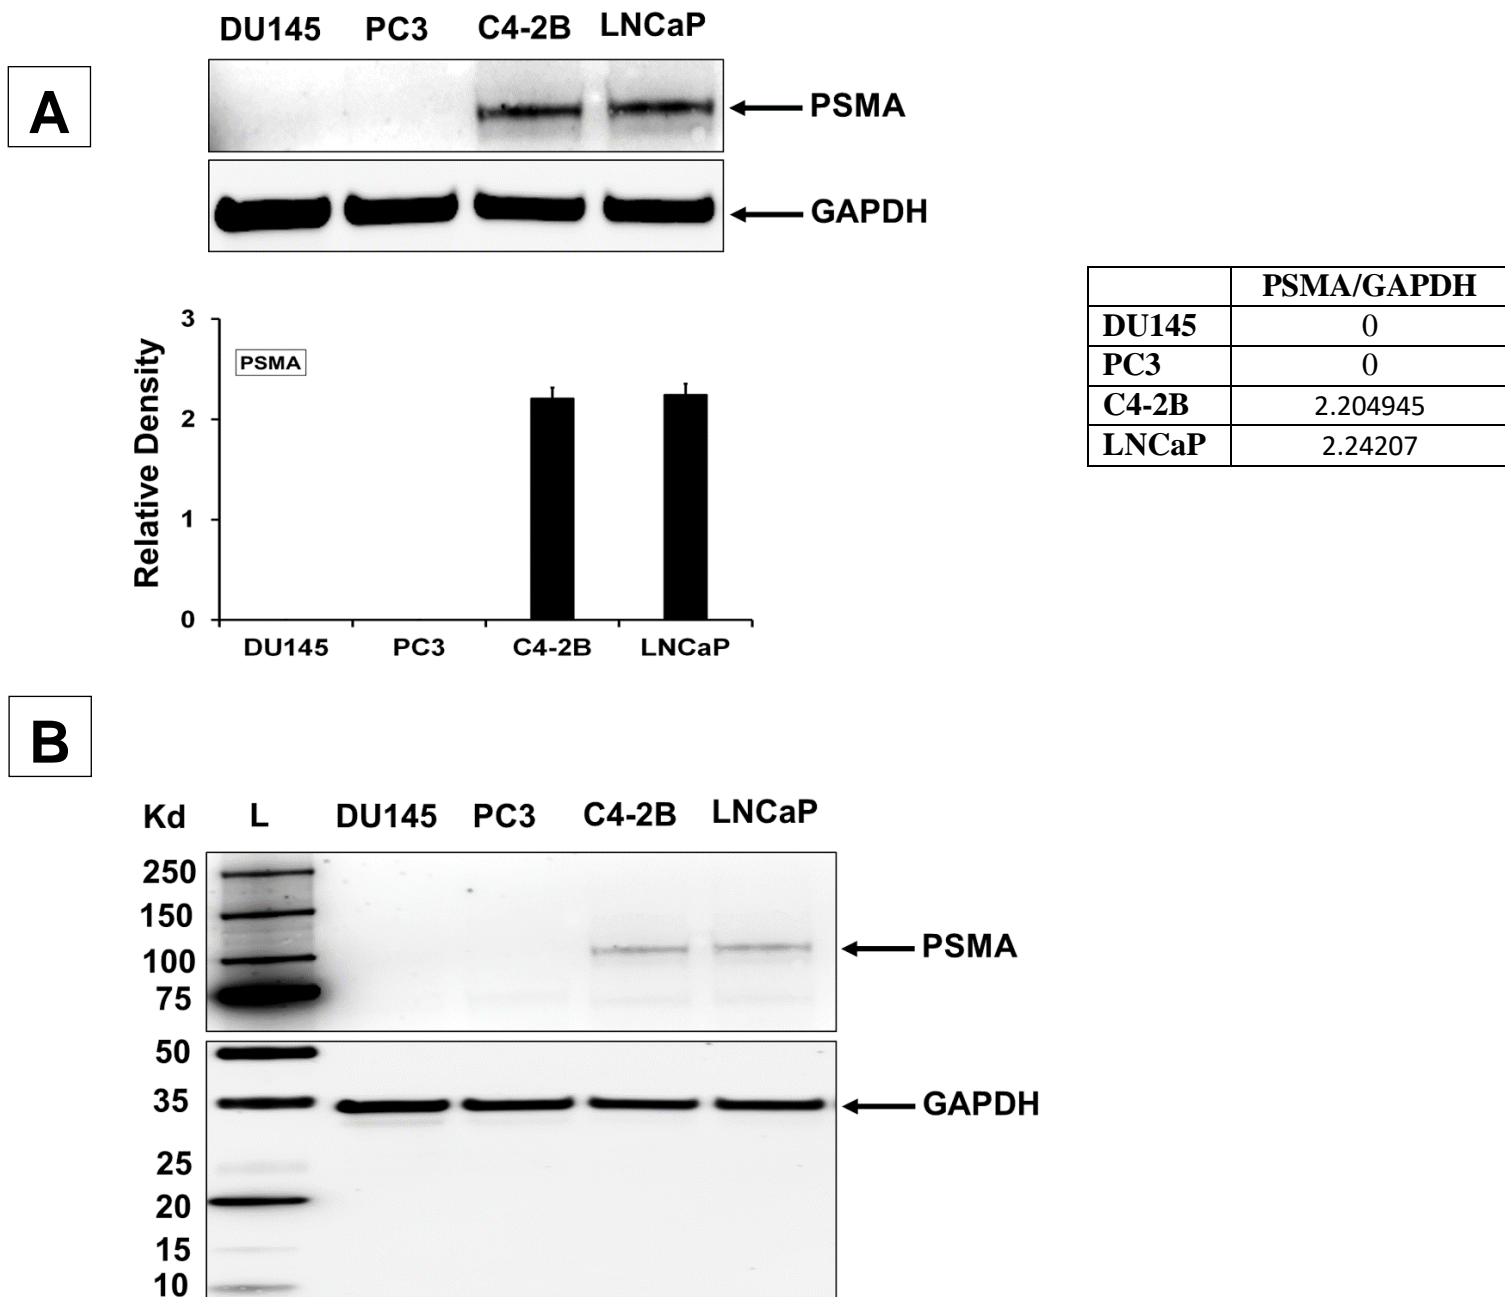 A
DU145 PC3 C4-2B LNCaP
PSMA
GAPDH
PSMA/GAPDH
DU145 0
PC3 0
C4-2B 2.204945
LNCaP 2.24207
Relative Density
3
PSMA
2
1
0
DU145 PC3 C4-2B LNCaP
B
Kd L DU145 PC3 C4-2B LNCaP
250
150
PSMA
100
75
50
35
GAPDH
25
20
15
10